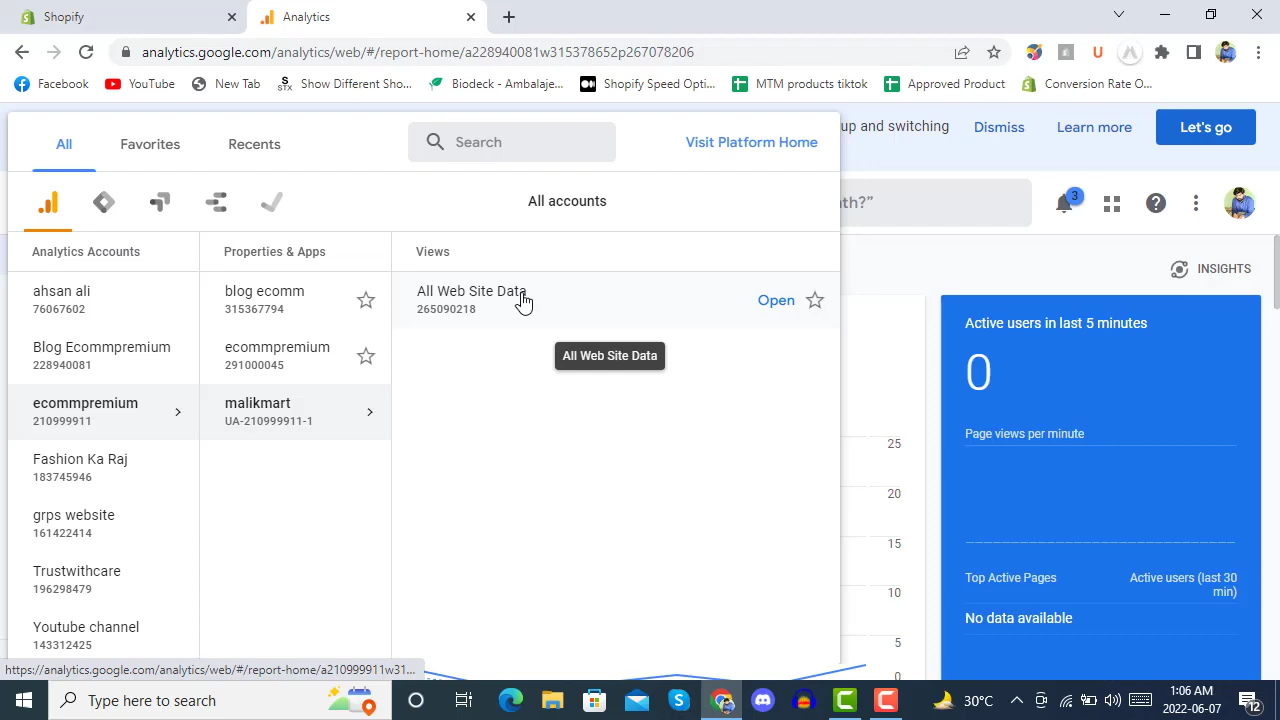 Shopify
Analytics
analytics.google.com/analytics/web/#/report-home/a228940081w315378652p267078206
Facebook
YouTube
New Tab
STX
Show Different Sho...
Biodeck - Ambalaje...
Shopify Speed Opti...
MTM products tiktok
Approved Product
Conversion Rate O...
All
Favorites
Recents
Search
Visit Platform Home
up and switching
Dismiss
Learn more
Let's go
All accounts
ath?”
3
Analytics Accounts
Properties & Apps
Views
INSIGHTS
ahsan ali
76067602
blog ecomm
315367794
All Web Site Data
265090218
Open
Blog Ecommpremium
228940081
ecommpremium
291000045
All Web Site Data
ecommpremium
210999911
malikmart
UA-210999911-1
Fashion Ka Raj
183745946
grps website
161422414
Trustwithcare
196298479
Youtube channel
143312425
25
20
15
10
5
0
Active users in last 5 minutes
0
Page views per minute
Top Active Pages
Active users (last 30
min)
No data available
https://analytics.google.com/analytics/web/#/report-home/a210999911w31...
Type here to search
30°C
1:06 AM
2022-06-07
12